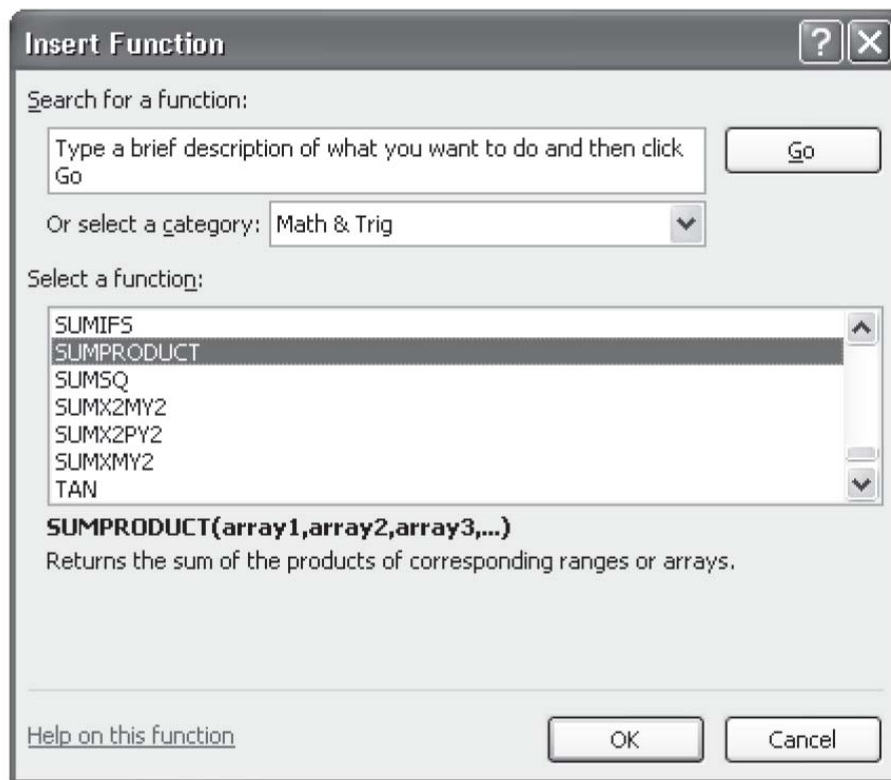 Insert Function
Search for a function:
Type a brief description of what you want to do and then click
Go
Go
Or select a category: Math & Trig
Select a function:
SUMIFS
SUMPRODUCT
SUMSQ
SUMX2MY2
SUMX2PY2
SUMXMY2
TAN
SUMPRODUCT(array1,array2,array3,...)
Returns the sum of the products of corresponding ranges or arrays.
Help on this function
OK
Cancel